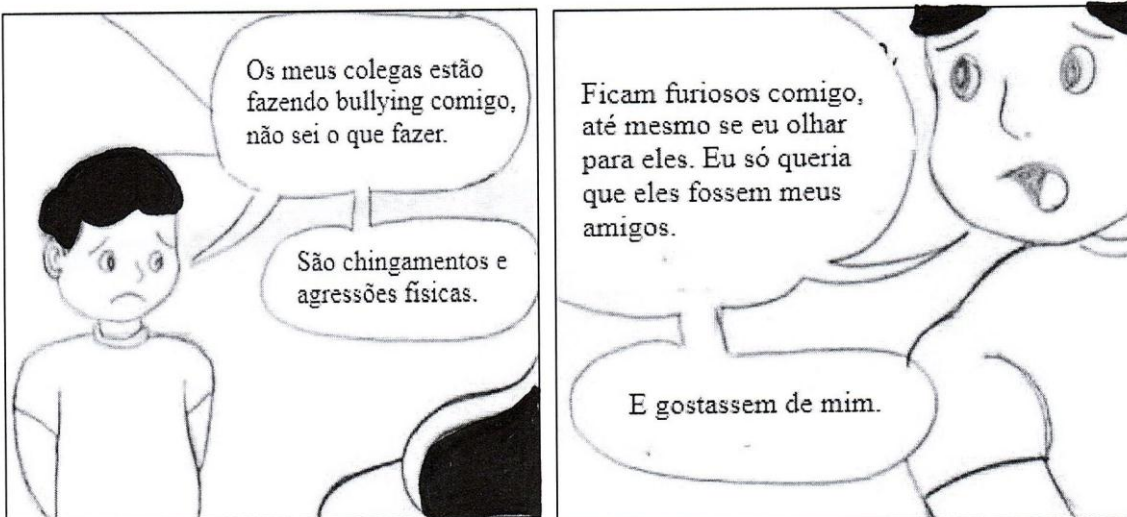 Os meus colegas estão
fazendo bullying comigo,
não sei o que fazer.
São chingamentos e
agressões físicas.
Ficam furiosos comigo,
até mesmo se eu olhar
para eles. Eu só queria
que eles fossem meus
amigos.
E gostassem de mim.